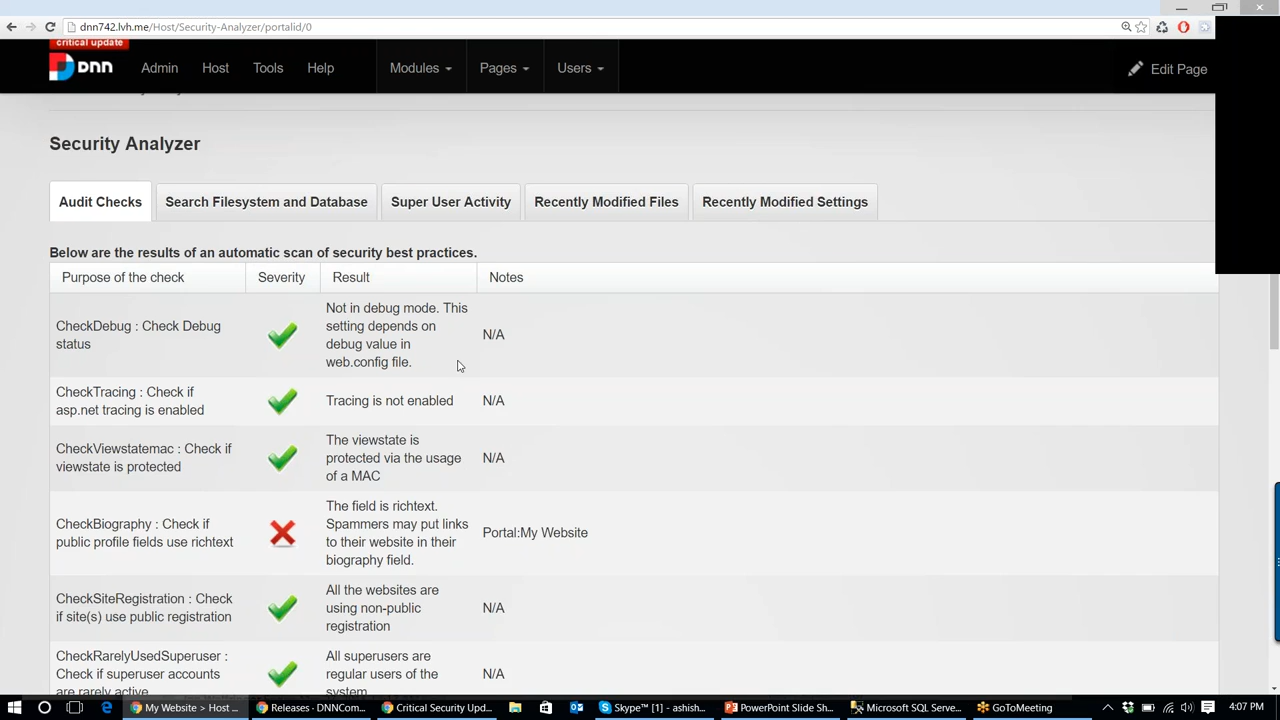 dnn742.lvh.me/Host/Security-Analyzer/portalid/0
critical update
DNN
Admin
Host
Tools
Help
Modules
Pages
Users
Edit Page
Security Analyzer
Audit Checks
Search Filesystem and Database
Super User Activity
Recently Modified Files
Recently Modified Settings
Below are the results of an automatic scan of security best practices.
Purpose of the check
Severity
Result
Notes
CheckDebug : Check Debug
status
Not in debug mode. This
setting depends on
debug value in
web.config file.
N/A
CheckTracing : Check if
asp.net tracing is enabled
Tracing is not enabled
N/A
CheckViewstatemac : Check if
viewstate is protected
The viewstate is
protected via the usage
of a MAC
N/A
CheckBiography : Check if
public profile fields use richtext
The field is richtext.
Spammers may put links
to their website in their
biography field.
Portal:My Website
CheckSiteRegistration : Check
if site(s) use public registration
All the websites are
using non-public
registration
N/A
CheckRarelyUsedSuperuser :
Check if superuser accounts
are rarely active
All superusers are
regular users of the
system
N/A
My Website > Host ...
Releases - DNNCom...
Critical Security Upd...
Skype™ [1] - ashish...
PowerPoint Slide Sh...
Microsoft SQL Serve...
GoToMeeting
4:07 PM